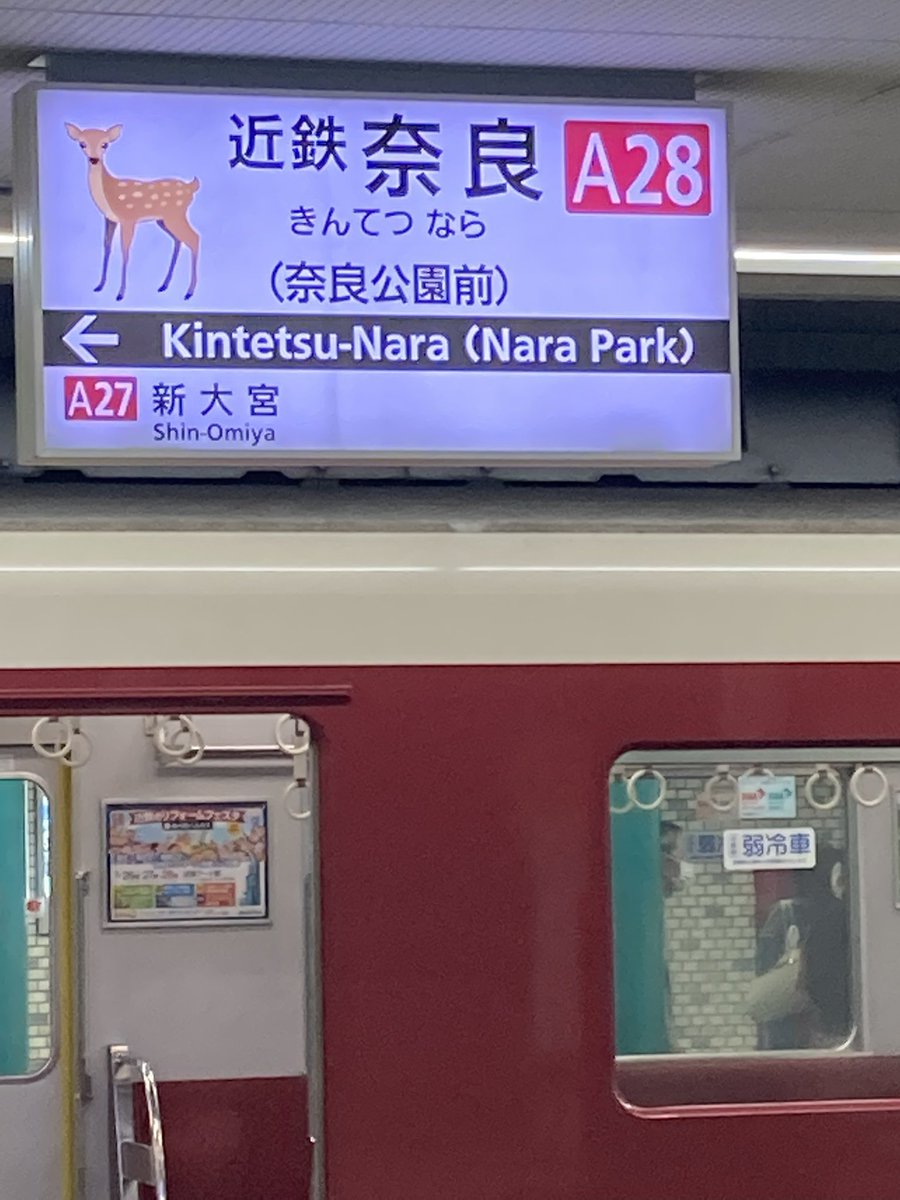 近鉄 奈良 A28
きんてつ なら
(奈良公園前)
← Kintetsu-Nara (Nara Park)
A27 新大宮
Shin-Omiya
弱冷車